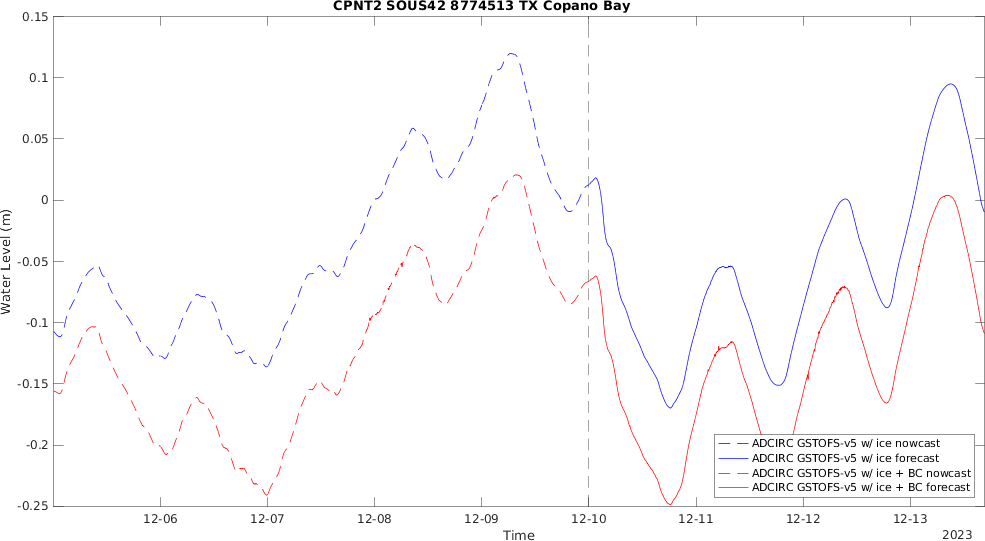 CPNT2 SOUS42 8774513 TX Copano Bay
0.15
0.1
0.05
0
-0.05
-0.1
-0.15
-0.2
-0.25
Water Level (m)
ADCIRC GSTOFS-v5 w/ ice nowcast
ADCIRC GSTOFS-v5 w/ ice forecast
ADCIRC GSTOFS-v5 w/ ice + BC nowcast
ADCIRC GSTOFS-v5 w/ ice + BC forecast
12-06 12-07 12-08 12-09 12-10 12-11 12-12 12-13
Time
2023